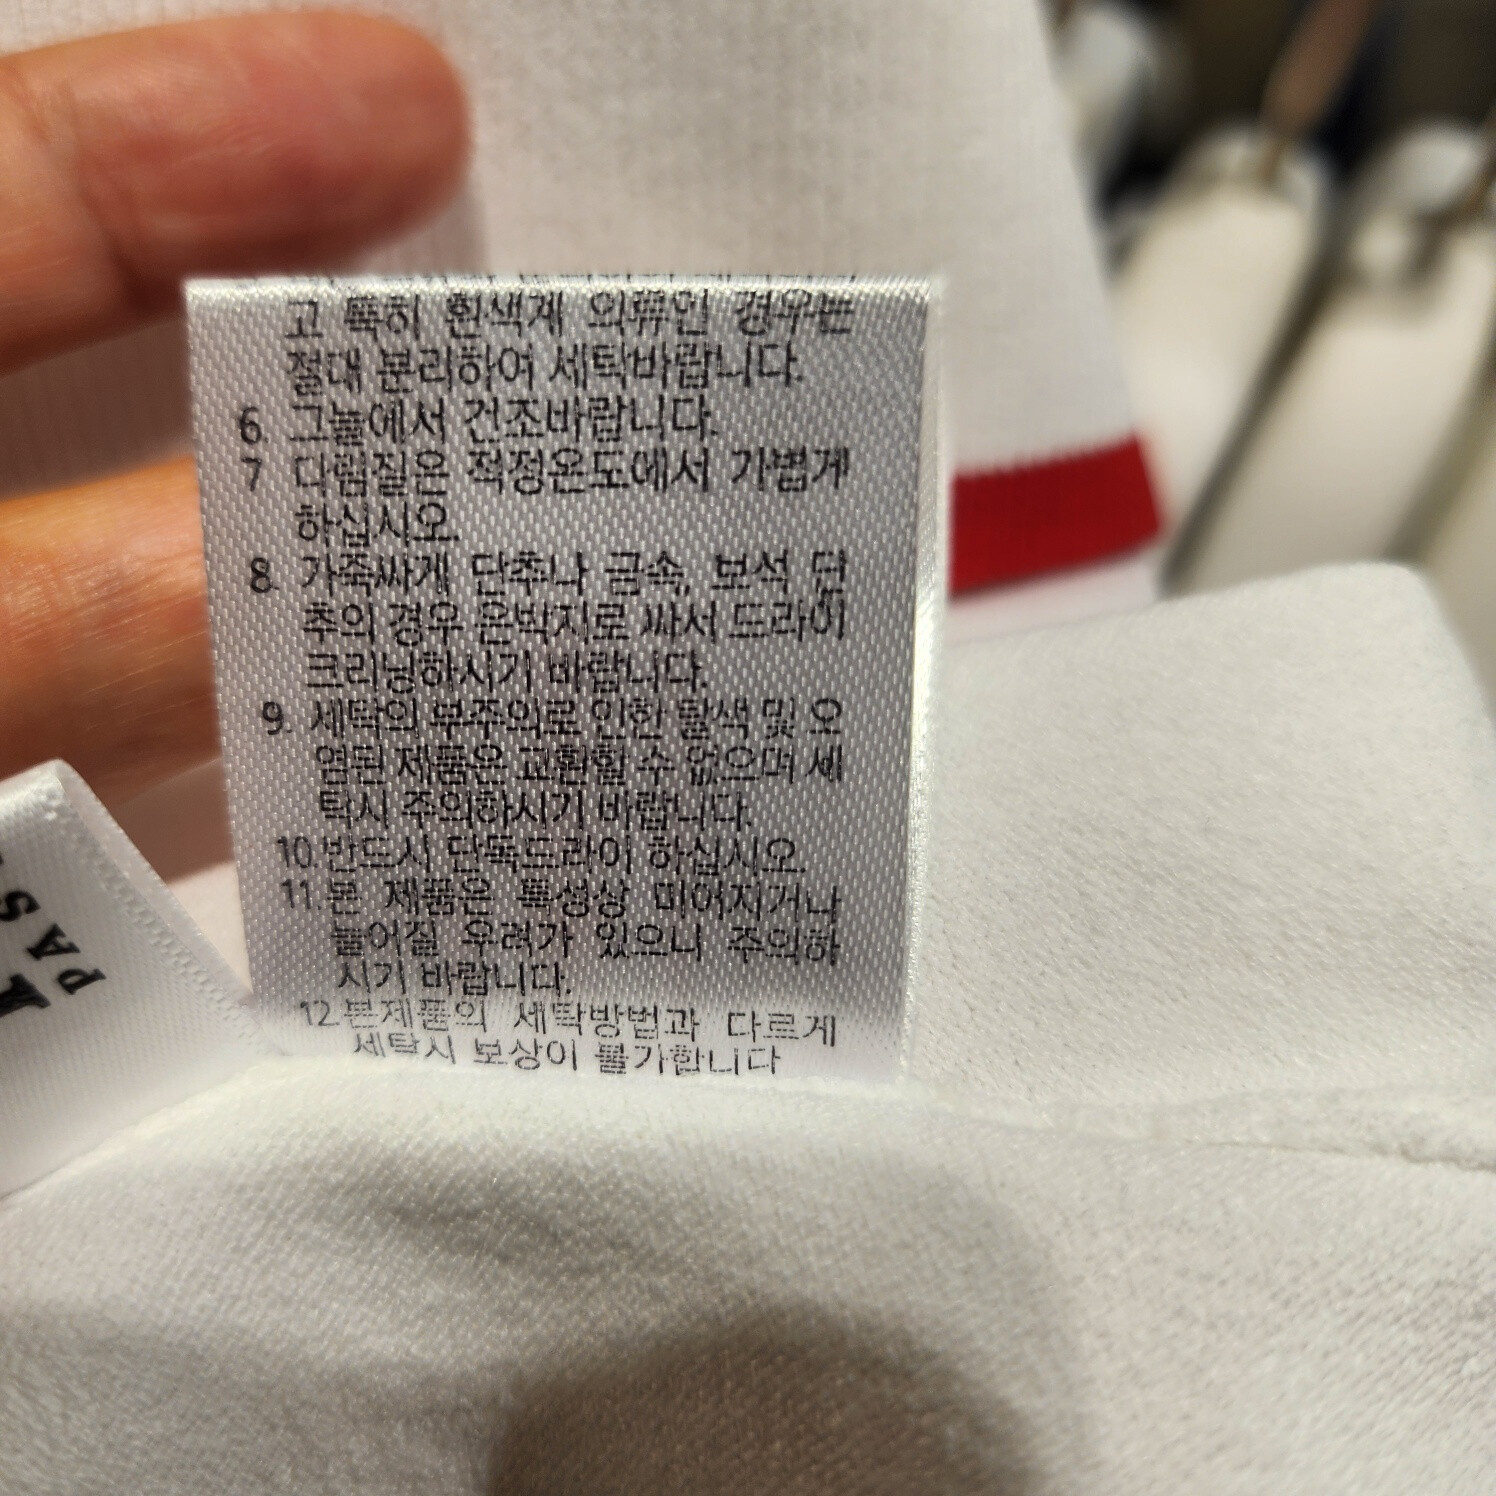 고 특히 흰색계 의류인 경우는
절대 분리하여 세탁바랍니다.
6. 그늘에서 건조바랍니다.
7 다림질은 적정온도에서 가볍게
하십시오.
8. 가죽싸게 단추나 금속, 보석 단
추의 경우 은박지로 싸서 드라이
크리닝하시기 바랍니다.
9. 세탁의 부주의로 인한 탈색 및 오
염된 제품은 교환할 수 없으며 세
탁시 주의하시기 바랍니다.
10.반드시 단독드라이 하십시오.
11.본 제품은 특성상 미어지거나
늘어질 우려가 있으니 주의하
시기 바랍니다.
12.본제품의 세탁방법과 다르게
세탁시 보상이 불가합니다
PAS